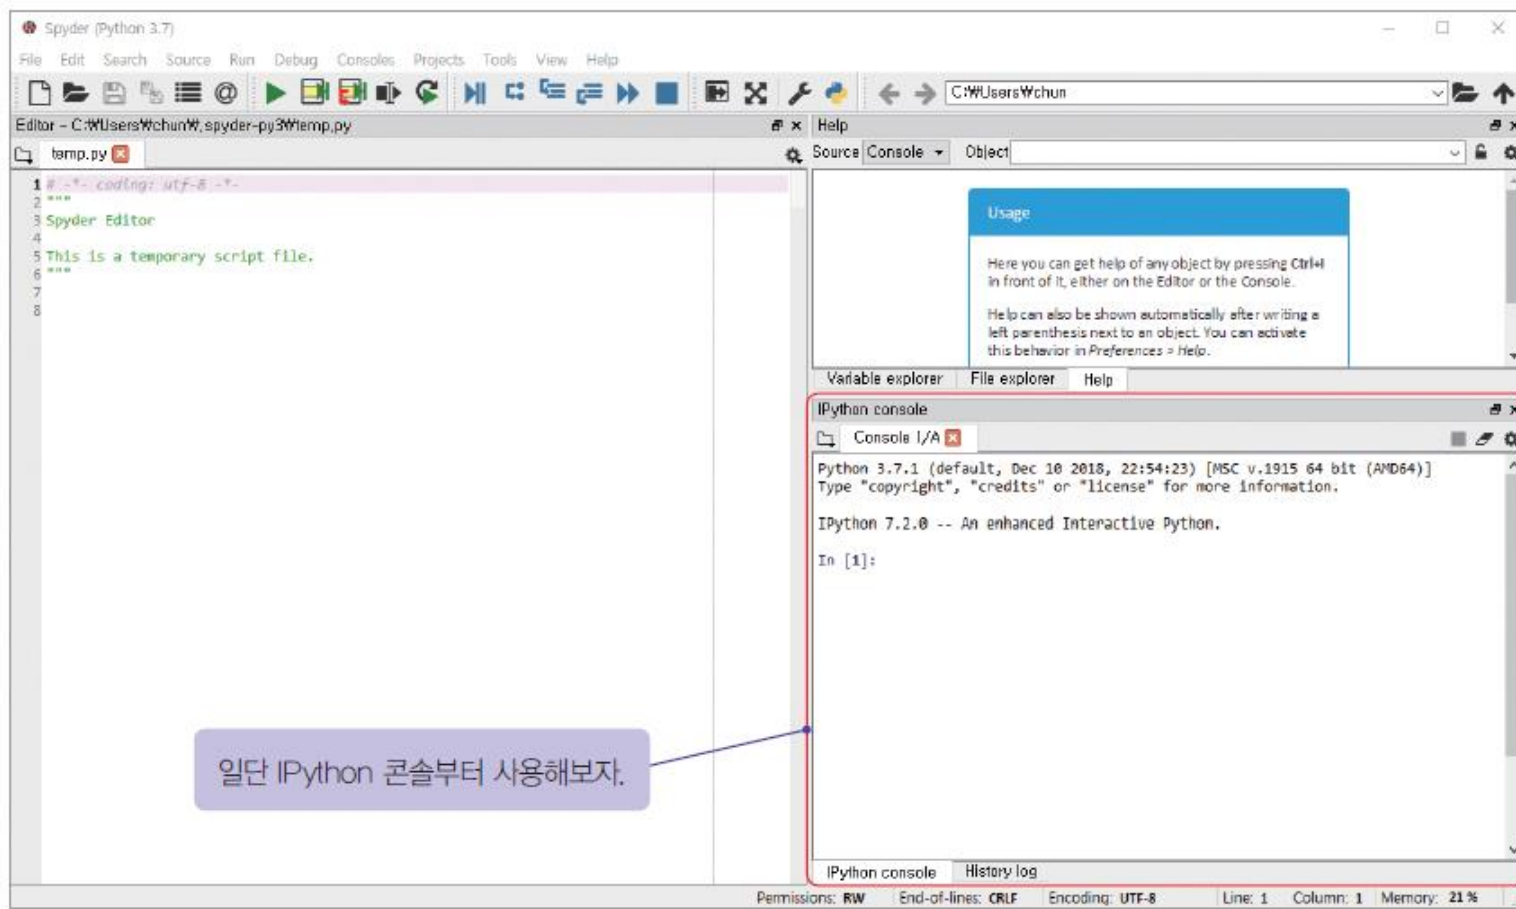 Spyder (Python 3.7)
File Edit Search Source Run Debug Consoles Projects Tools View Help
C:₩Users₩chun
Editor - C:₩Users₩chun₩.spyder-py3₩temp.py
temp.py
1 # -*- coding: utf-8 -*-
2 """
3 Spyder Editor
4
5 This is a temporary script file.
6 """
7
8
Help
Source Console Object
Usage
Here you can get help of any object by pressing Ctrl+I
in front of it, either on the Editor or the Console.
Help can also be shown automatically after writing a
left parenthesis next to an object. You can activate
this behavior in Preferences > Help.
Variable explorer File explorer Help
IPython console
Console 1/A
Python 3.7.1 (default, Dec 10 2018, 22:54:23) [MSC v.1915 64 bit (AMD64)]
Type "copyright", "credits" or "license" for more information.
IPython 7.2.0 -- An enhanced Interactive Python.
In [1]:
일단 IPython 콘솔부터 사용해보자.
IPython console History log
Permissions: RW End-of-lines: CRLF Encoding: UTF-8 Line: 1 Column: 1 Memory: 21 %